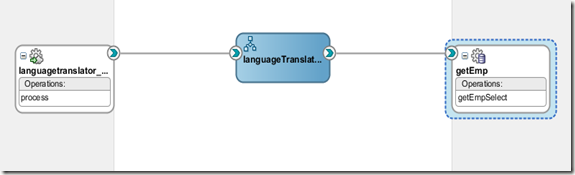 languagetranslator_...
Operations:
process
languageTranslat...
getEmp
Operations:
getEmpSelect